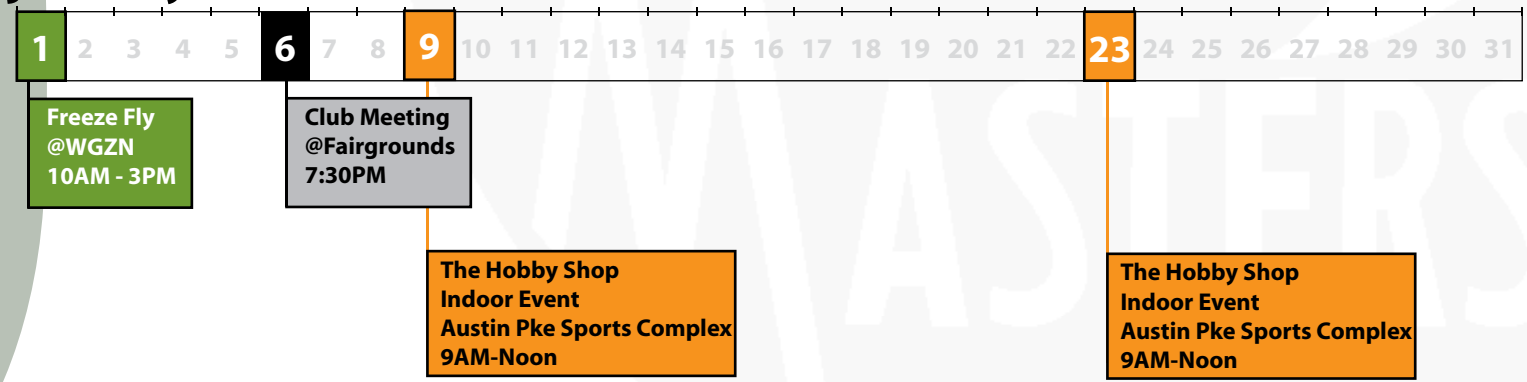 1 2 3 4 5 6 7 8 9 10 11 12 13 14 15 16 17 18 19 20 21 22 23 24 25 26 27 28 29 30 31
Freeze Fly
@WGZN
10AM - 3PM
Club Meeting
@Fairgrounds
7:30PM
The Hobby Shop
Indoor Event
Austin Pke Sports Complex
9AM-Noon
The Hobby Shop
Indoor Event
Austin Pke Sports Complex
9AM-Noon
MASTERS